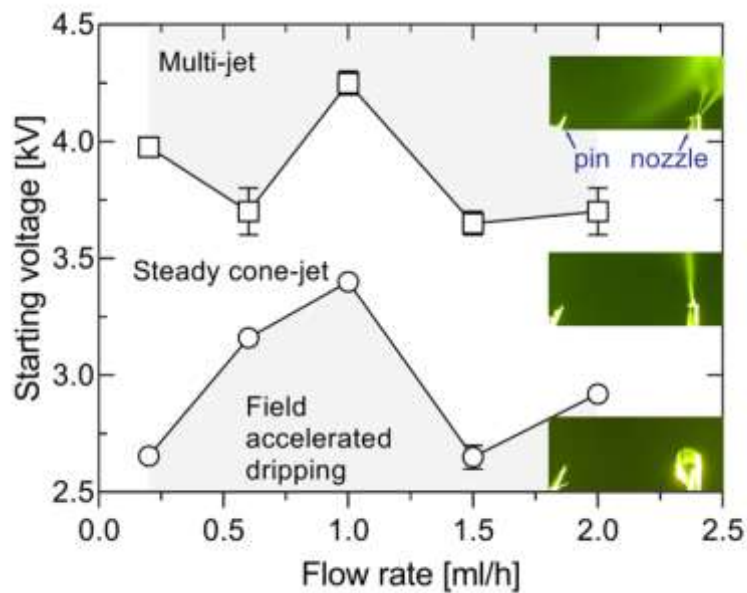 4.5
4.0
3.5
3.0
2.5
Starting voltage [kV]
Multi-jet
pin nozzle
Steady cone-jet
Field
accelerated
dripping
0.0 0.5 1.0 1.5 2.0 2.5
Flow rate [ml/h]